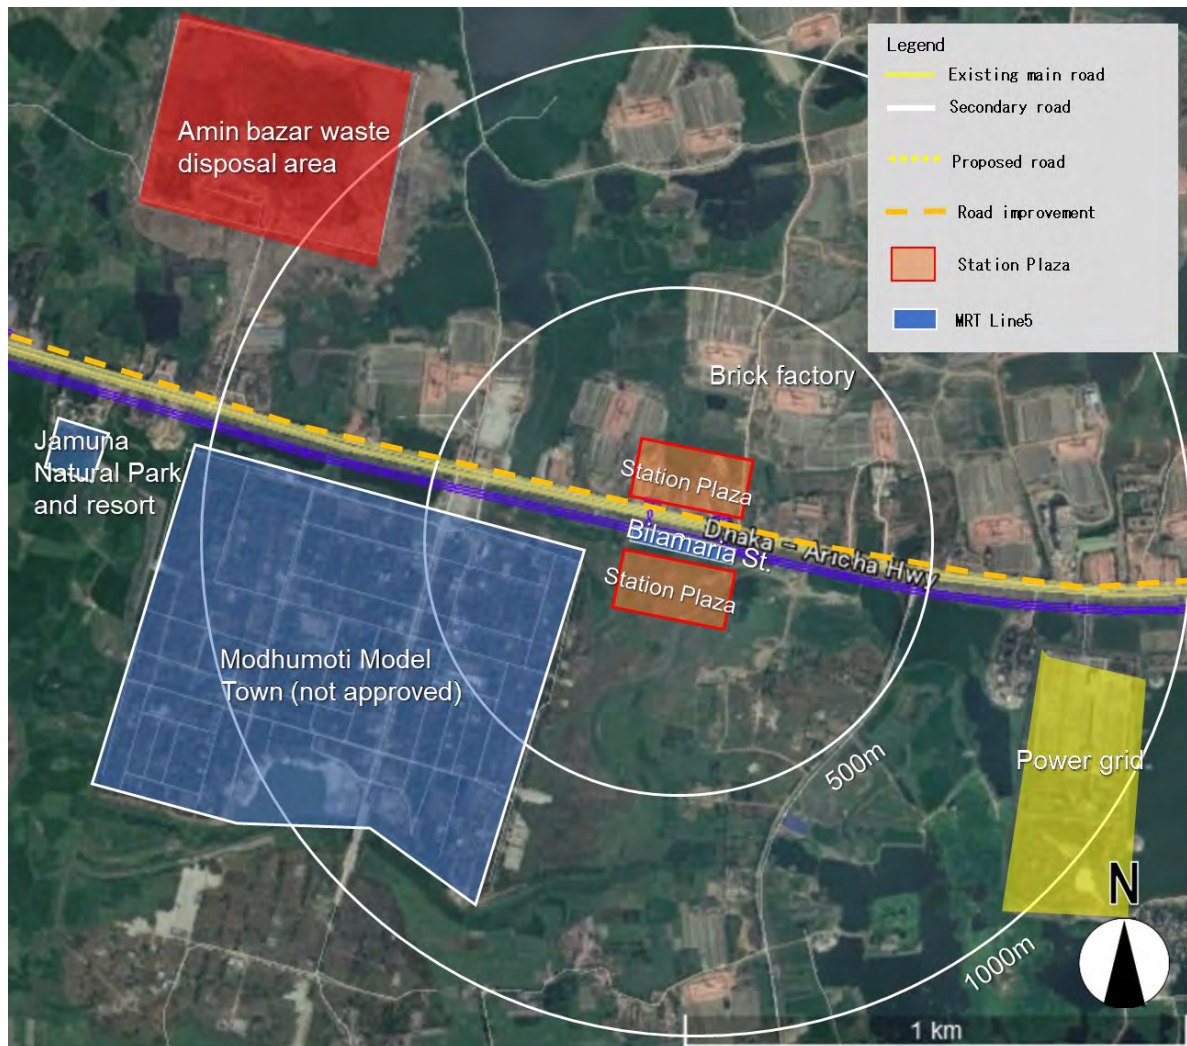 Legend
Existing main road
Secondary road
Proposed road
Road improvement
Station Plaza
MRT Line5
Amin bazar waste
disposal area
Brick factory
Jamuna
Natural Park
and resort
Station Plaza
Dhaka - Aricha Hwy
Bilamaria St.
Station Plaza
Modhumoti Model
Town (not approved)
500m
Power grid
N
1000m
1 km